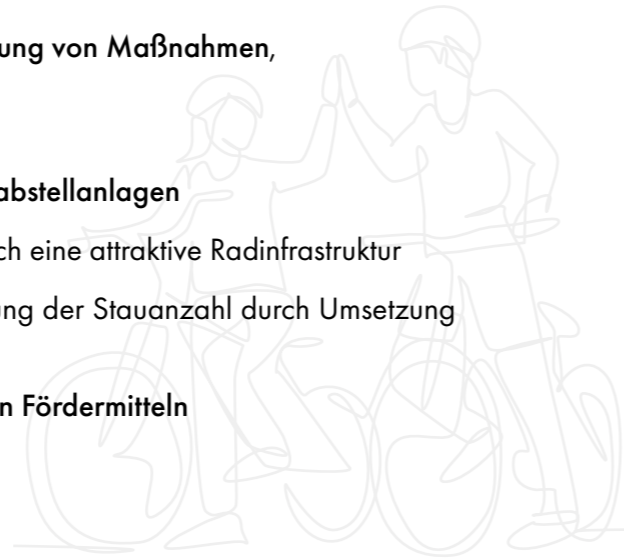 ung von Maßnahmen,
abstellanlagen
ch eine attraktive Radinfrastruktur
ung der Stauanzahl durch Umsetzung
n Fördermitteln